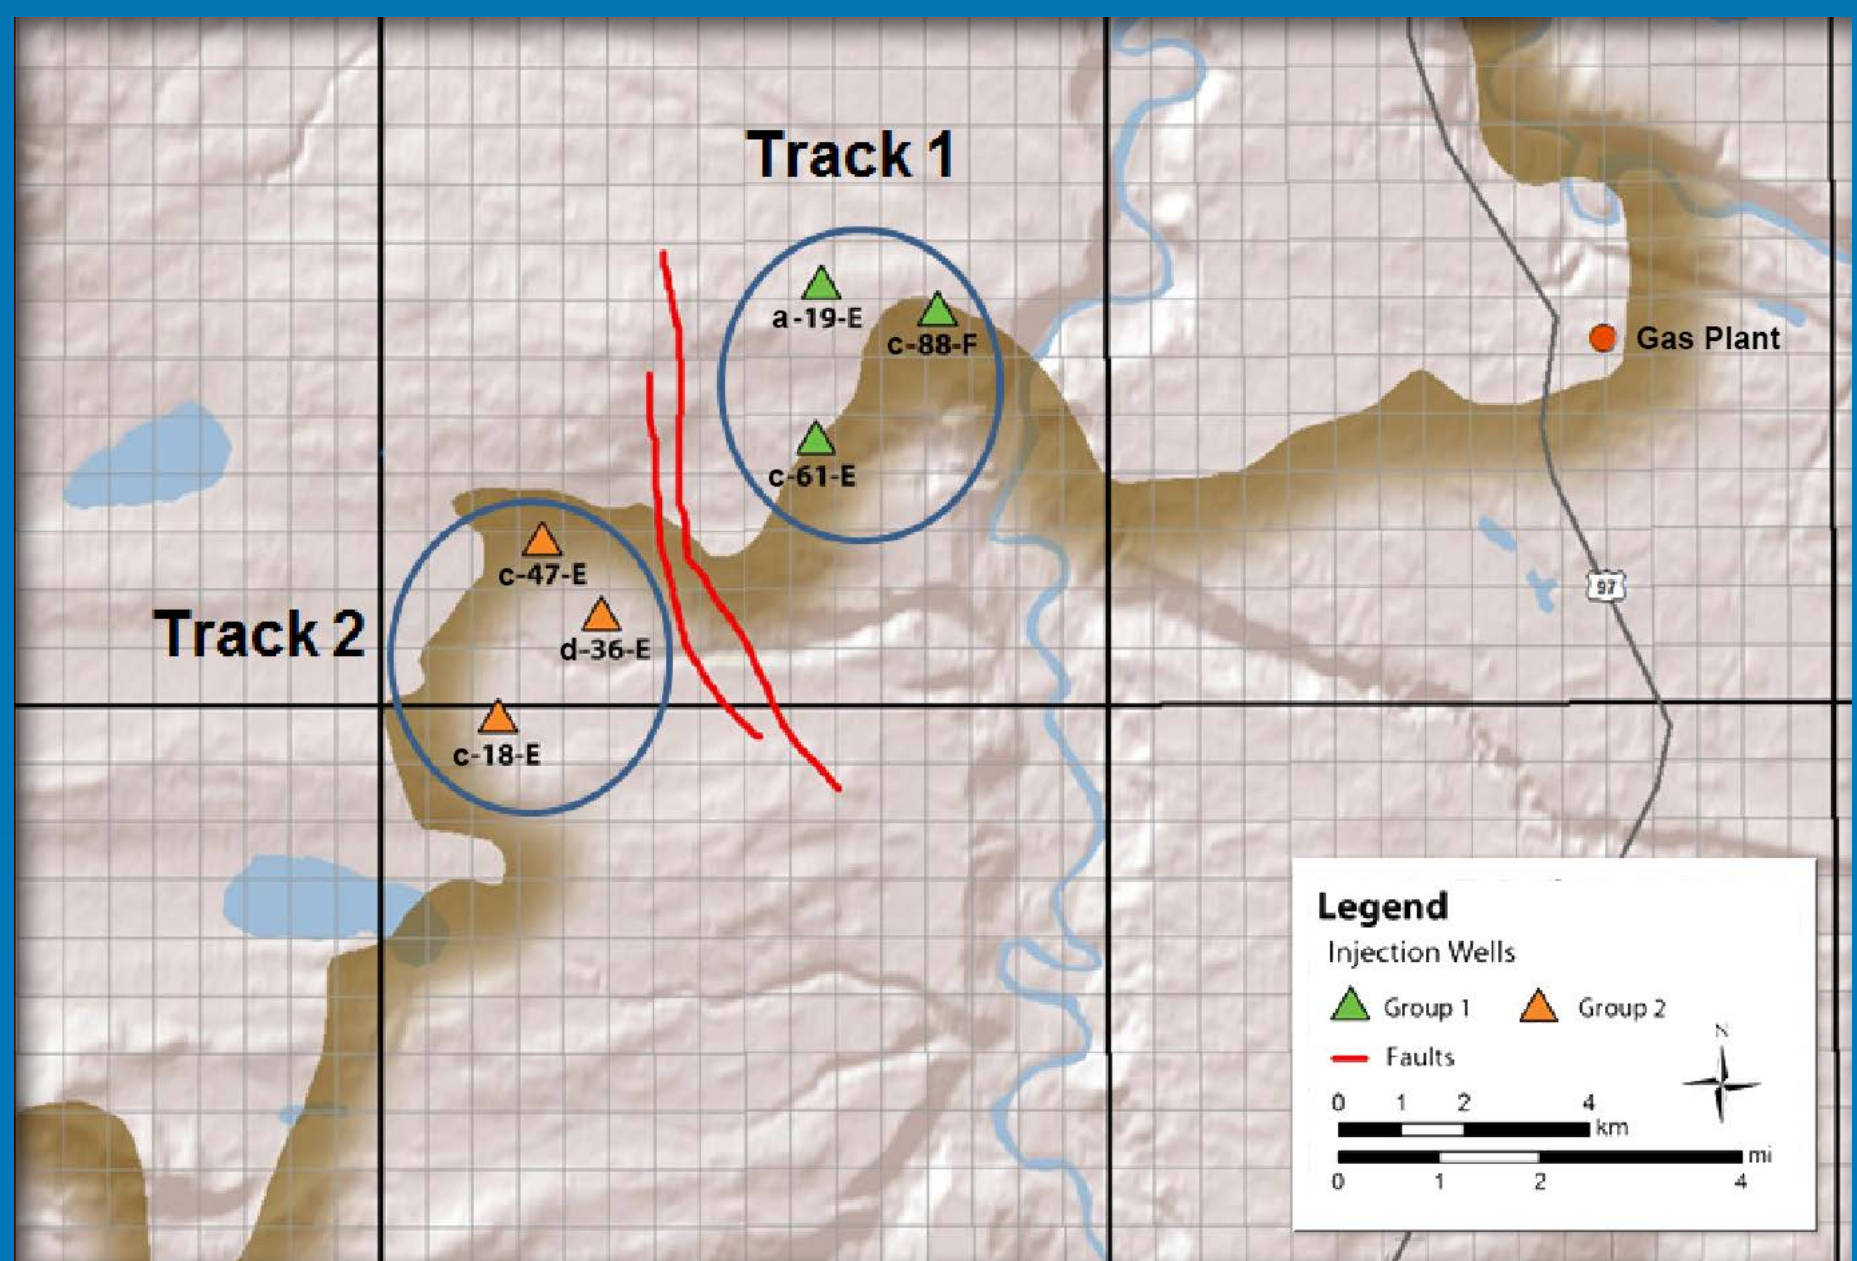 Track 1
a-19-E
c-88-F
Gas Plant
c-61-E
c-47-E
97
Track 2
d-36-E
c-18-E
Legend
Injection Wells
Group 1 Group 2
N
Faults
0 1 2 4
km
mi
0 1 2 4